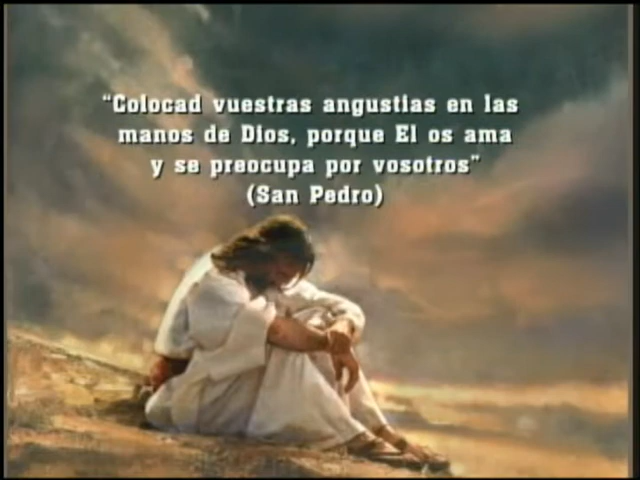 “Colocad vuestras angustias en las
manos de Dios, porque El os ama
y se preocupa por vosotros”
(San Pedro)